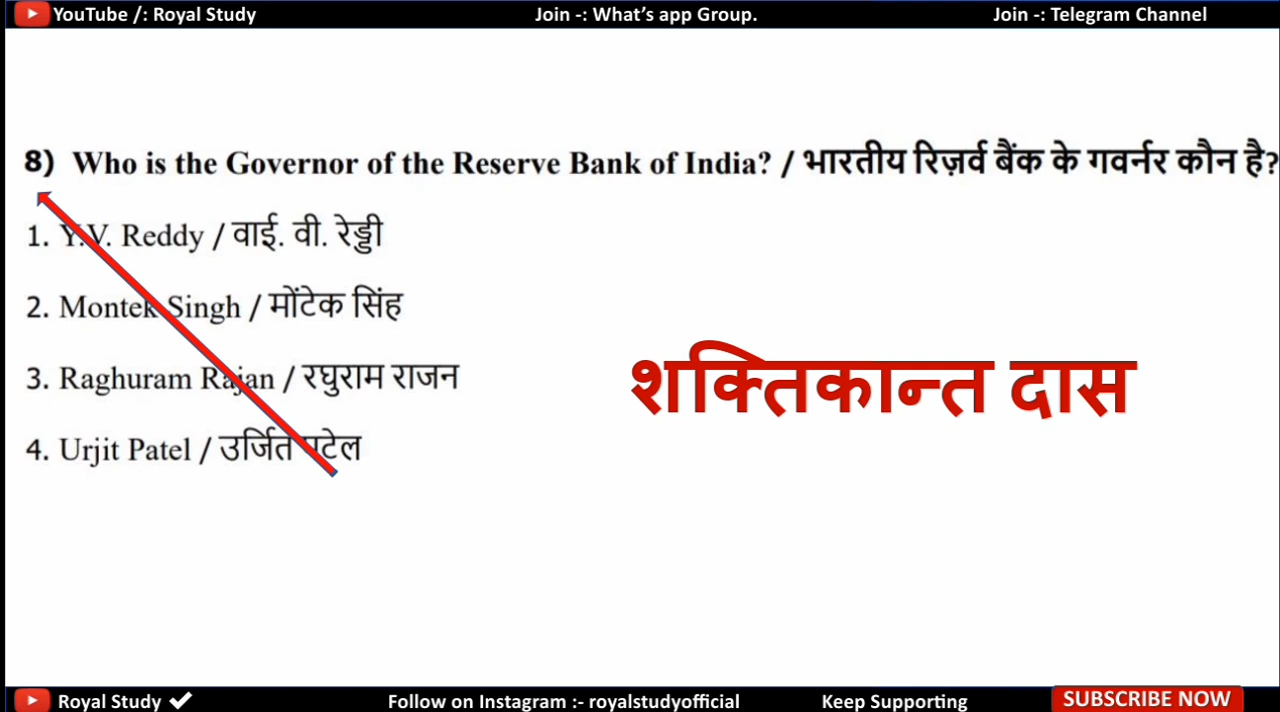 YouTube /: Royal Study Join -: What's app Group. Join -: Telegram Channel
8) Who is the Governor of the Reserve Bank of India? / भारतीय रिज़र्व बैंक के गवर्नर कौन है?
1. Y.V. Reddy / वाई. वी. रेड्डी
2. Montek Singh / मोंटेक सिंह
3. Raghuram Rajan / रघुराम राजन
शक्तिकान्त दास
4. Urjit Patel / उर्जित पटेल
Royal Study Follow on Instagram :- royalstudyofficial Keep Supporting SUBSCRIBE NOW